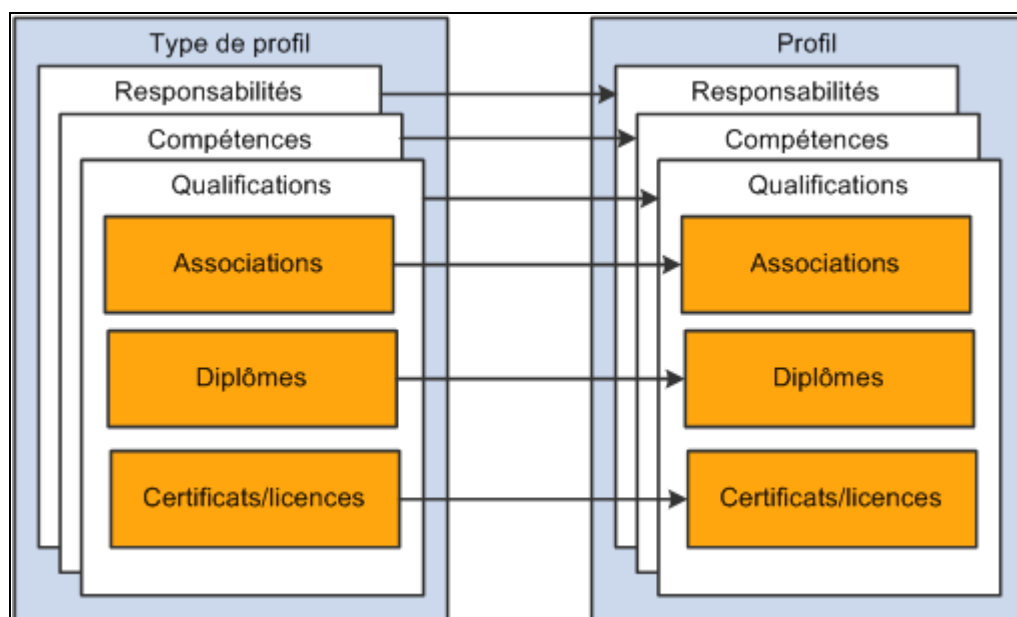 Type de profil
Responsabilités
Compétences
Qualifications
Associations
Diplômes
Certificats/licences
Profil
Responsabilités
Compétences
Qualifications
Associations
Diplômes
Certificats/licences